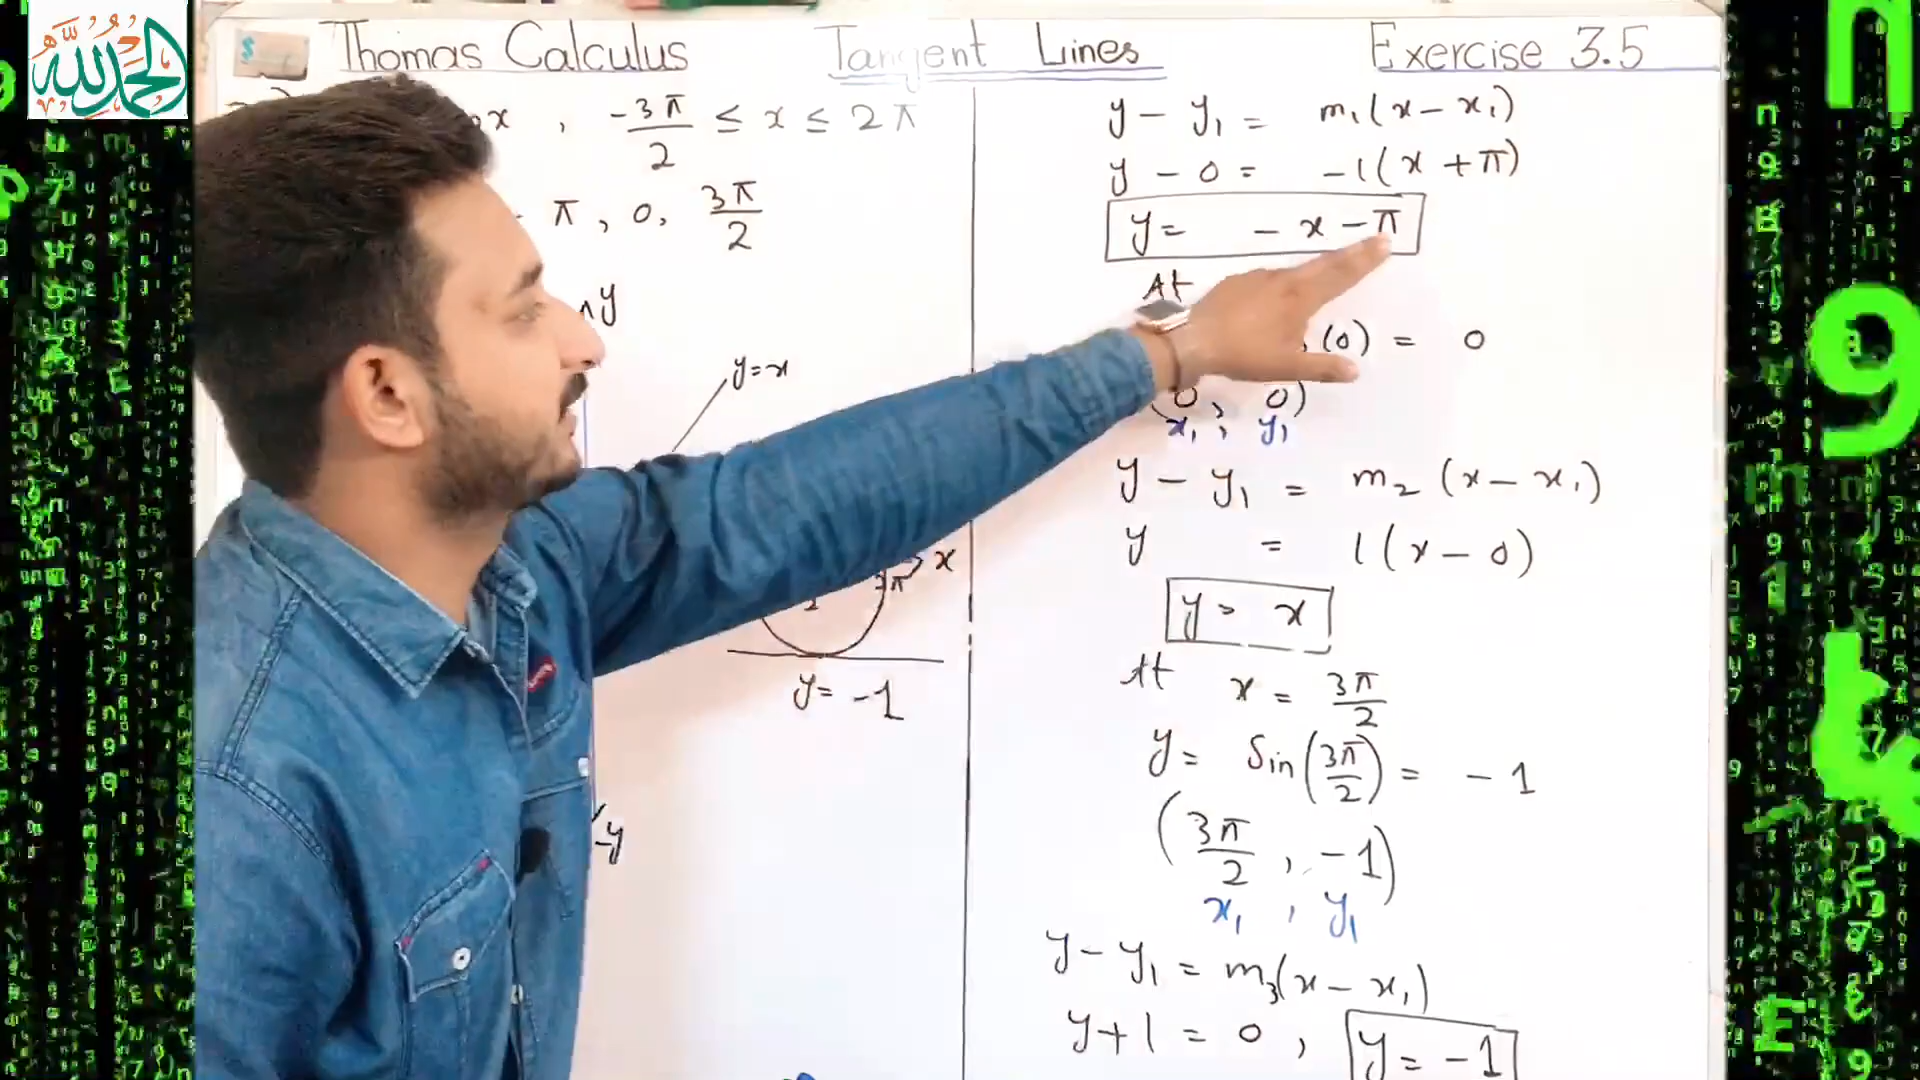 الحمد لله
Thomas Calculus Tangent Lines Exercise 3.5
x , -3π/2 ≤ x ≤ 2π
π , 0, 3π/2
y
y=x
x
y= -1
-y
y - y₁ = m₁(x - x₁)
y - 0 = -1(x + π)
y= - x - π
At
(0) = 0
0, 0)
x₁, y₁
y - y₁ = m₂ (x - x₁)
y = 1(x - 0)
y= x
At x = 3π/2
y= Sin(3π/2) = -1
(3π/2, -1)
x₁, y₁
y - y₁ = m₃(x - x₁)
y+1 = 0, y = -1